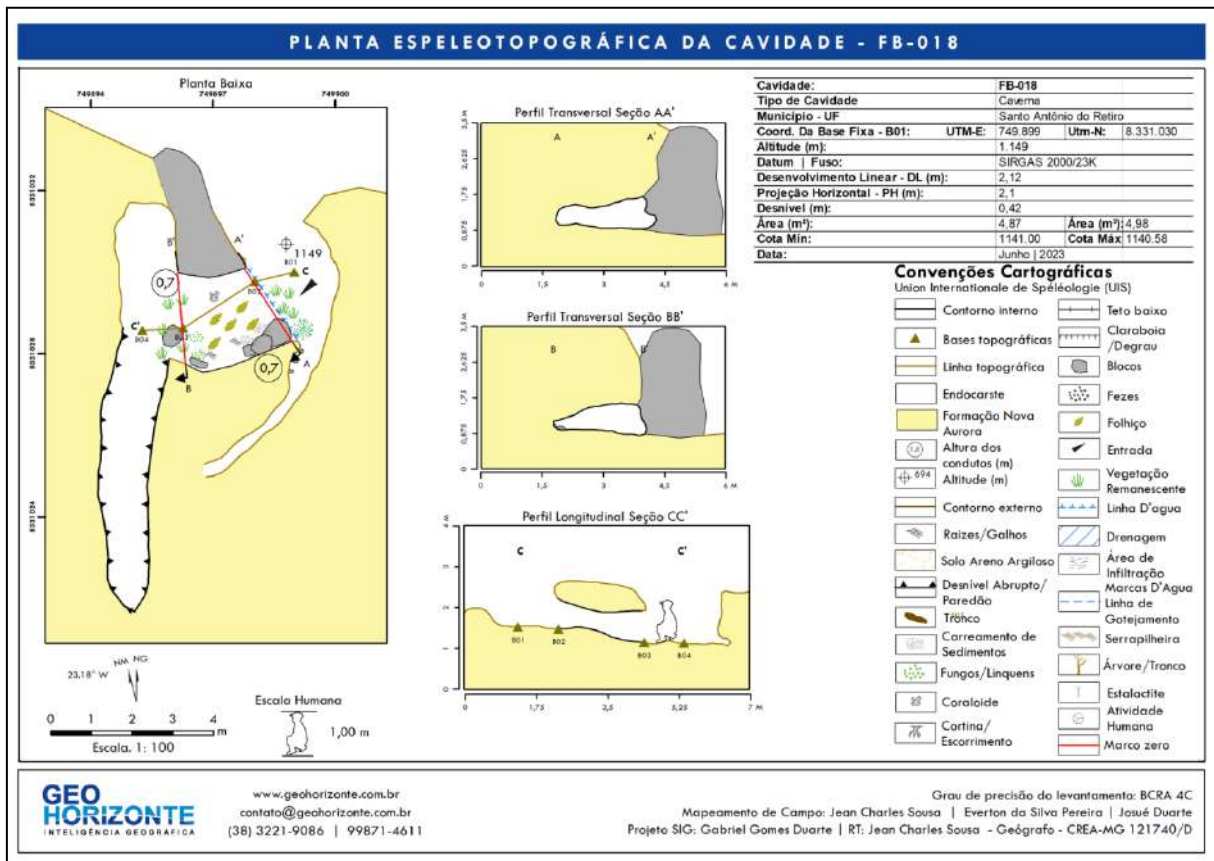 PLANTA ESPELEOTOPOGRÁFICA DA CAVIDADE - FB-018
Planta Baixa
749894 749897 749900
8331032
8331028
8331024
B' A'
1149
B01 C
B02
0,7
C'
B04 B03
A
B
0,7
NM NG
23,18° W
0 1 2 3 4
m
Escala. 1: 100
Escala Humana
1,00 m
Perfil Transversal Seção AA'
3,5 M
2,625
1,75
0,875
0
A A'
0 1,5 3 4,5 6 M
Perfil Transversal Seção BB'
3,5 M
2,625
1,75
0,875
0
B B'
0 1,5 3 4,5 6 M
Perfil Longitudinal Seção CC'
4 M
3
2
1
0
C C'
B01 B02 B03 B04
0 1,75 3 5,25 7 M
Cavidade: FB-018
Tipo de Cavidade Caverna
Município - UF Santo Antônio do Retiro
Coord. Da Base Fixa - B01: UTM-E: 749.899 Utm-N: 8.331.030
Altitude (m): 1.149
Datum | Fuso: SIRGAS 2000/23K
Desenvolvimento Linear - DL (m): 2,12
Projeção Horizontal - PH (m): 2,1
Desnível (m): 0,42
Área (m²): 4,87 Área (m³): 4,98
Cota Mín: 1141.00 Cota Máx 1140.58
Data: Junho | 2023
Convenções Cartográficas
Union Internationale de Spéléologie (UIS)
Contorno interno
Bases topográficas
Linha topográfica
Endocarste
Formação Nova
Aurora
Altura dos
condutos (m)
694 Altitude (m)
Contorno externo
Raizes/Galhos
Solo Areno Argiloso
Desnível Abrupto/
Paredão
Tronco
Carreamento de
Sedimentos
Fungos/Linquens
Coraloide
Cortina/
Escorrimento
Teto baixo
Claraboia
/Degrau
Blocos
Fezes
Folhiço
Entrada
Vegetação
Remanescente
Linha D'agua
Drenagem
Área de
Infiltração
Marcas D'Agua
Linha de
Gotejamento
Serrapilheira
Árvore/Tronco
Estalactite
Atividade
Humana
Marco zero
GEO
HORIZONTE
INTELIGÊNCIA GEOGRÁFICA
www.geohorizonte.com.br
contato@geohorizonte.com.br
(38) 3221-9086 | 99871-4611
Grau de precisão do levantamento: BCRA 4C
Mapeamento de Campo: Jean Charles Sousa | Everton da Silva Pereira | Josué Duarte
Projeto SIG: Gabriel Gomes Duarte | RT: Jean Charles Sousa - Geógrafo - CREA-MG 121740/D